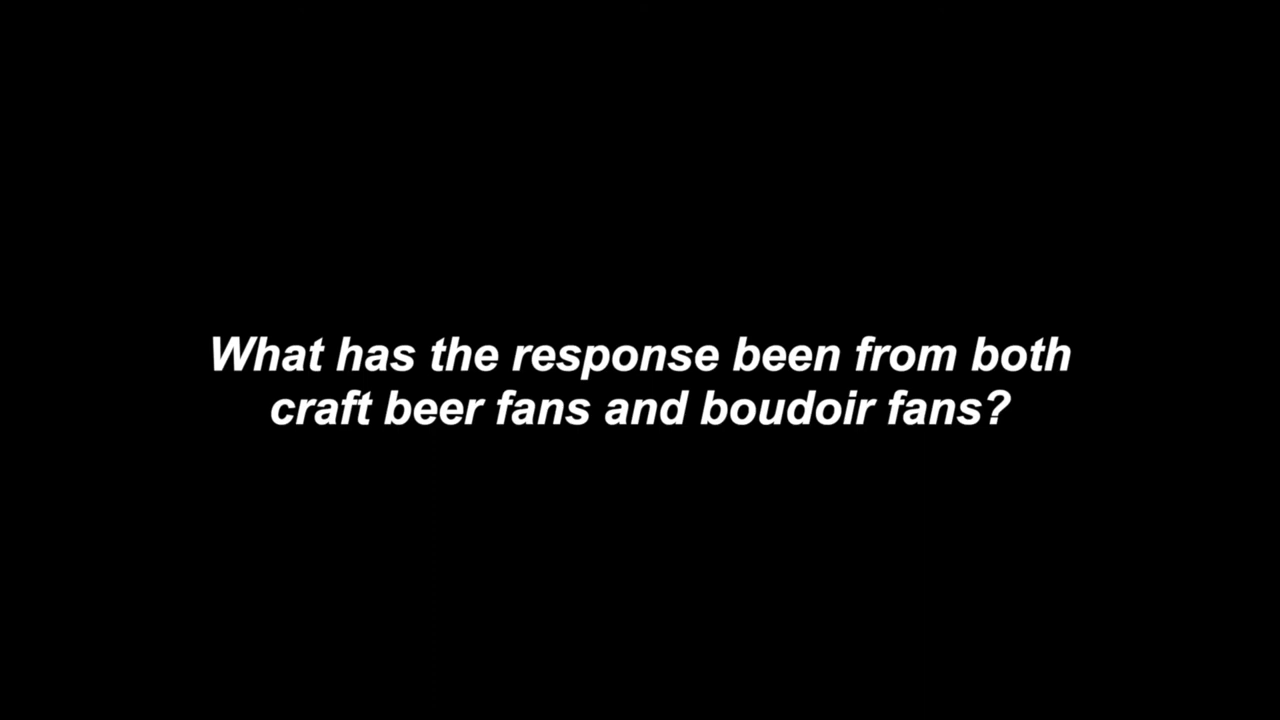 What has the response been from both
craft beer fans and boudoir fans?